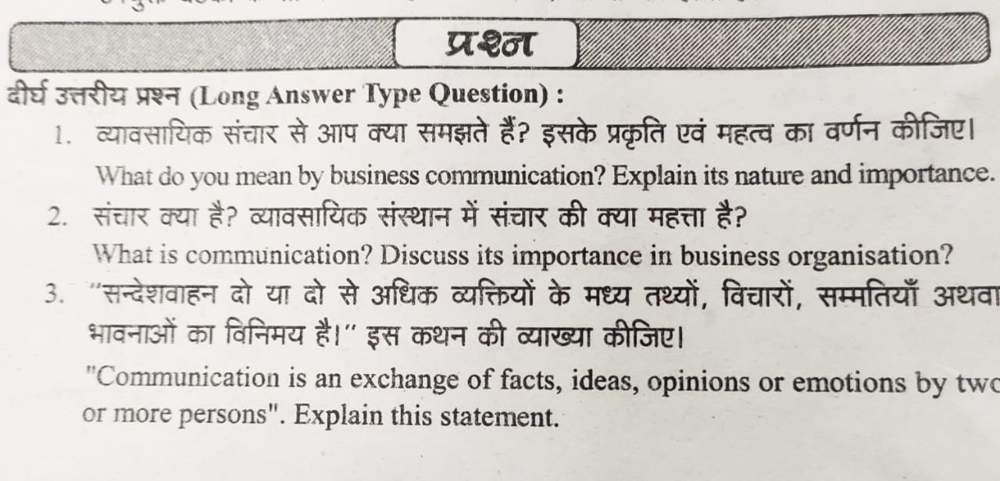 प्रश्न
दीर्घ उत्तरीय प्रश्न (Long Answer Type Question) :
1. व्यावसायिक संचार से आप क्या समझते हैं? इसके प्रकृति एवं महत्व का वर्णन कीजिए।
What do you mean by business communication? Explain its nature and importance.
2. संचार क्या है? व्यावसायिक संस्थान में संचार की क्या महत्ता है?
What is communication? Discuss its importance in business organisation?
3. "सन्देशवाहन दो या दो से अधिक व्यक्तियों के मध्य तथ्यों, विचारों, सम्मतियाँ अथवा
भावनाओं का विनिमय है।" इस कथन की व्याख्या कीजिए।
"Communication is an exchange of facts, ideas, opinions or emotions by two
or more persons". Explain this statement.